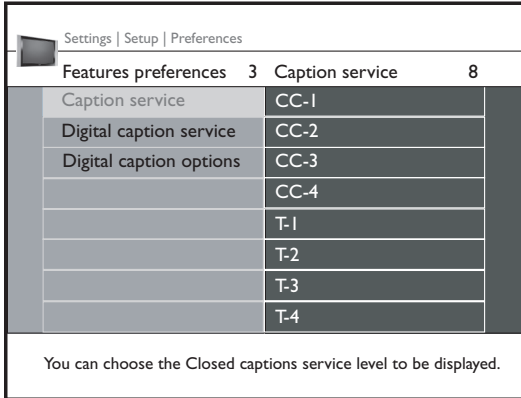 Settings | Setup | Preferences
Features preferences 3 Caption service 8
Caption service CC-1
Digital caption service CC-2
Digital caption options CC-3
CC-4
T-1
T-2
T-3
T-4
You can choose the Closed captions service level to be displayed.